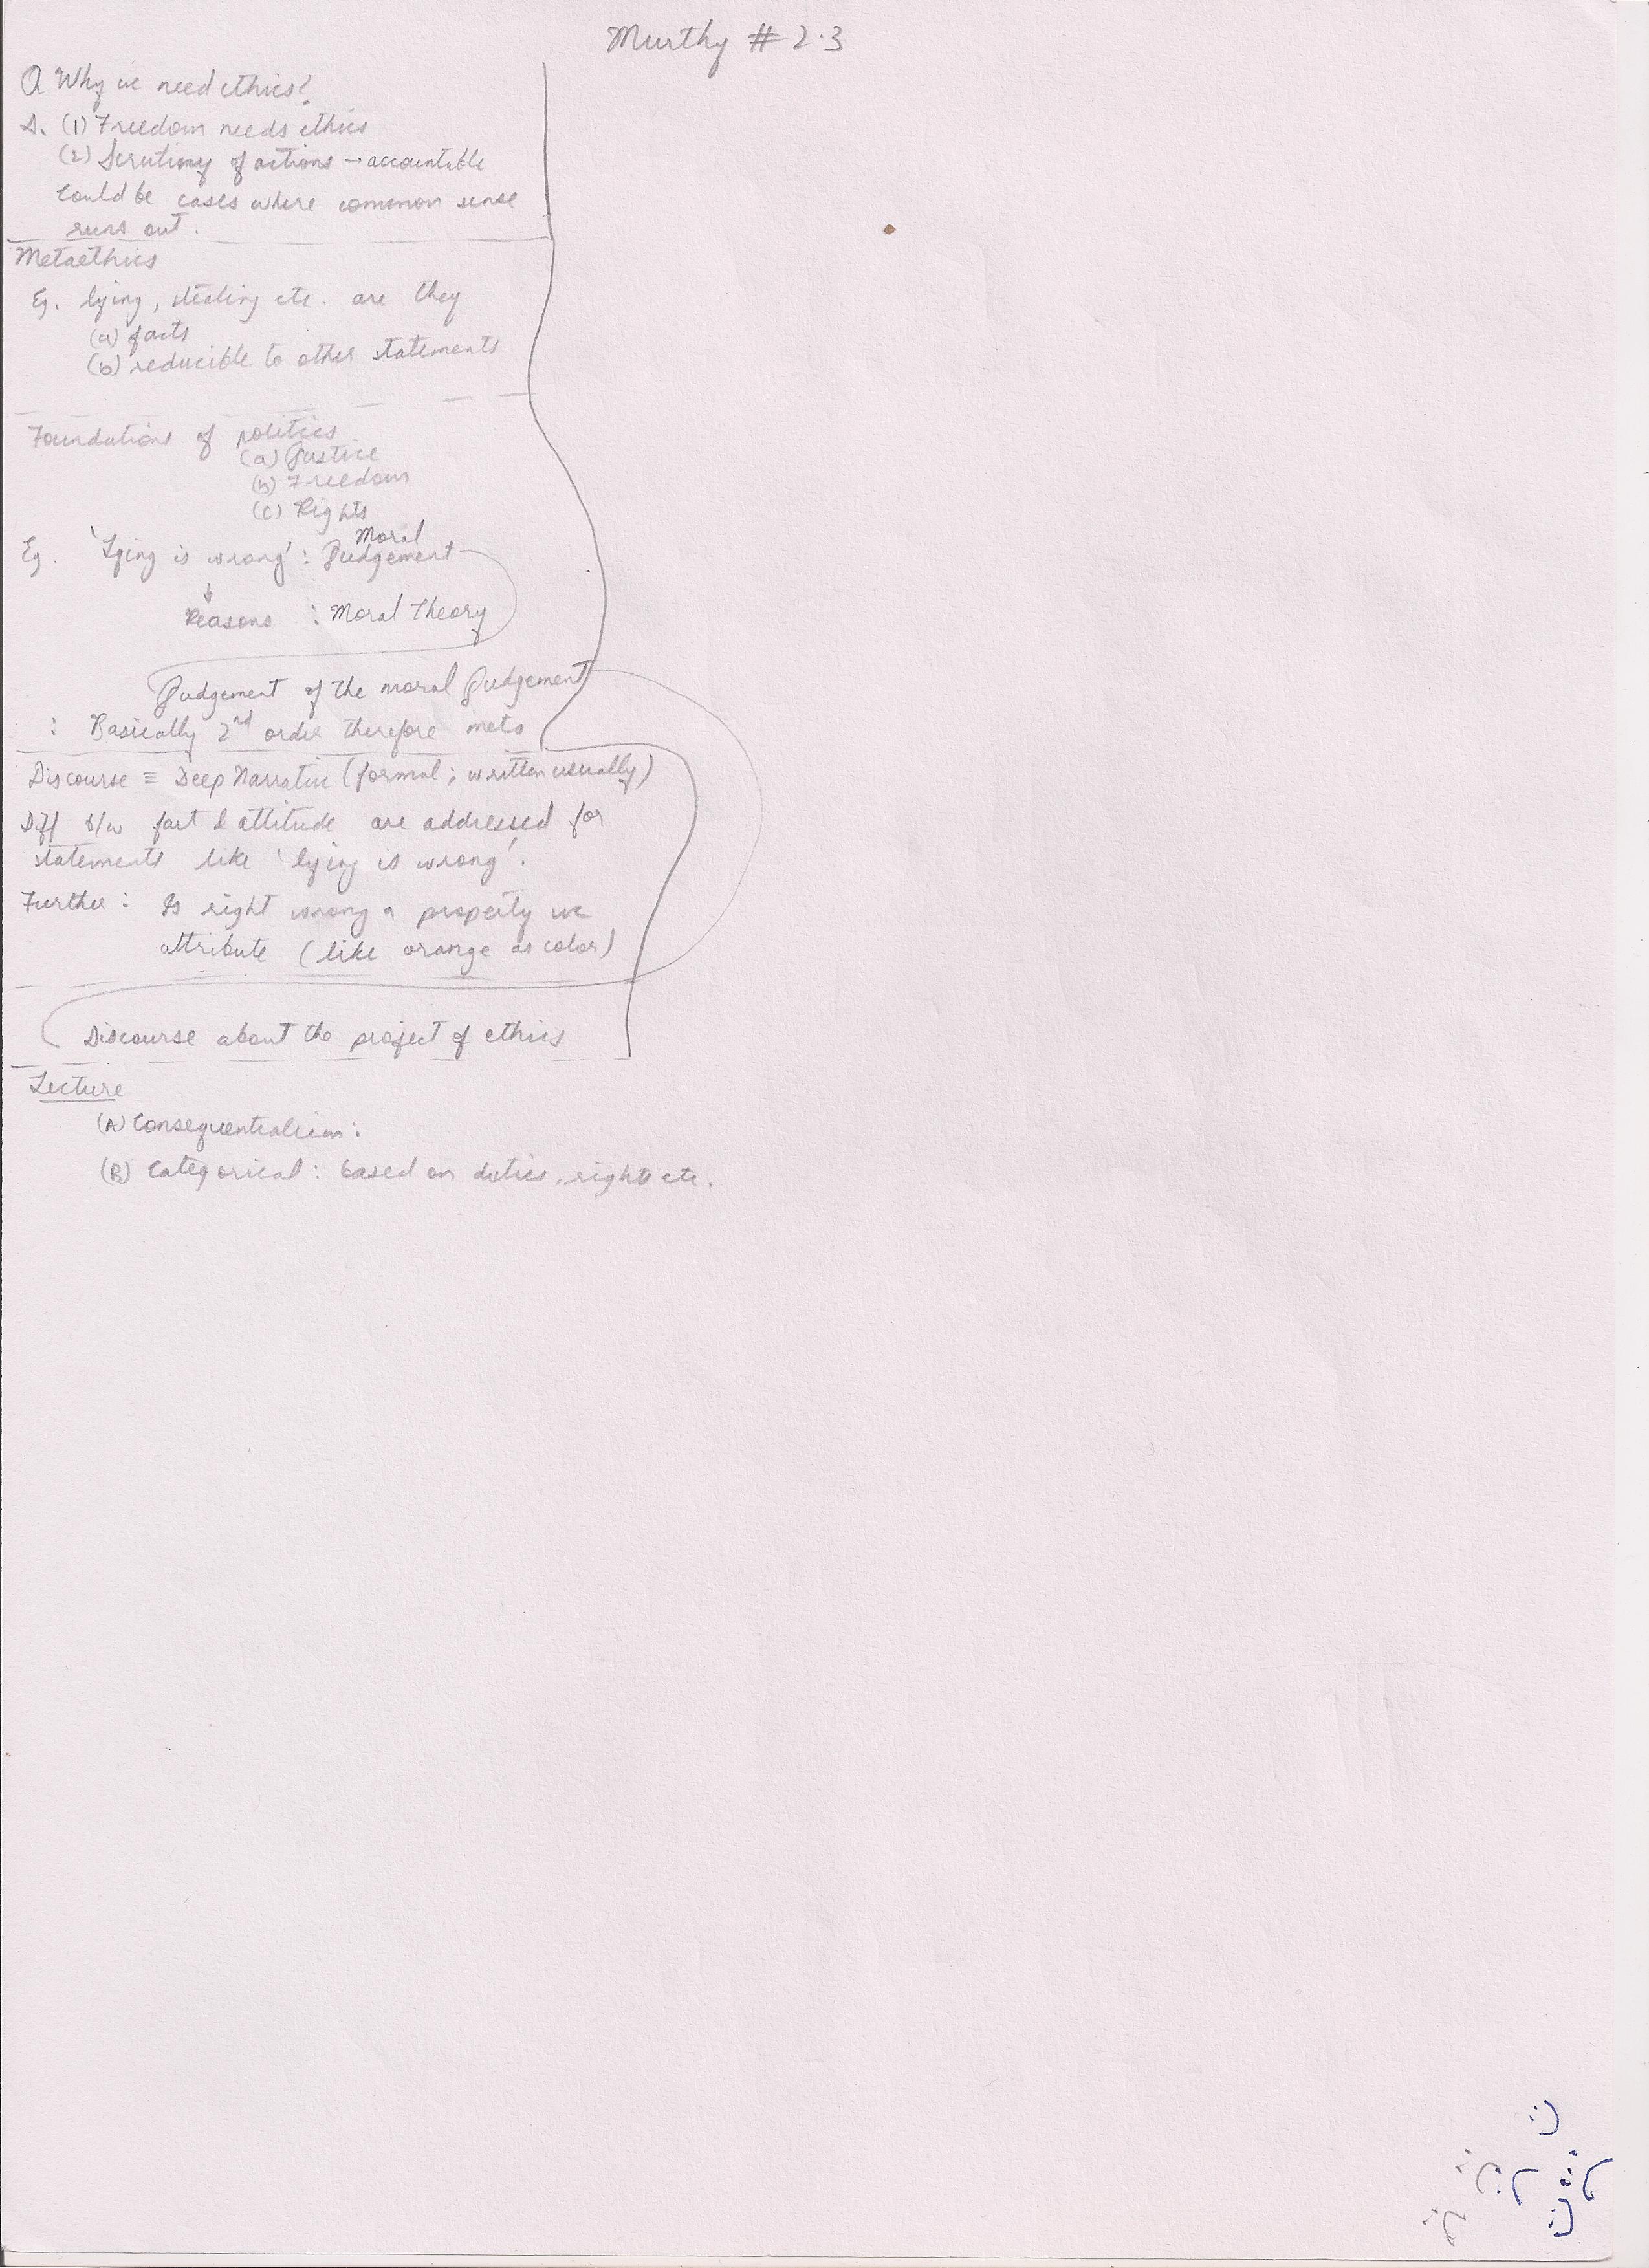 Murthy # 2.3
Q Why we need ethics?
A. (1) Freedom needs ethics
(2) Scrutiny of actions → accountable
Could be cases where common sense
runs out.
Metaethics
Eg. lying, stealing etc. are they
(a) facts
(b) reducible to other statements
Foundations of politics
(a) Justice
(b) Freedom
(c) Rights
Moral
Eg. 'Lying is wrong' : Judgement
↓
Reasons : Moral Theory
Judgement of the moral Judgement
: Basically 2nd order therefore meta
Discourse ≡ Deep Narrative (formal; written usually)
Diff b/w fact & attitude are addressed for
statements like 'lying is wrong'.
Further : Is right wrong a property we
attribute (like orange as color)
Discourse about the project of ethics
Lecture
(A) Consequentialism :
(B) Categorical : based on duties, rights etc.